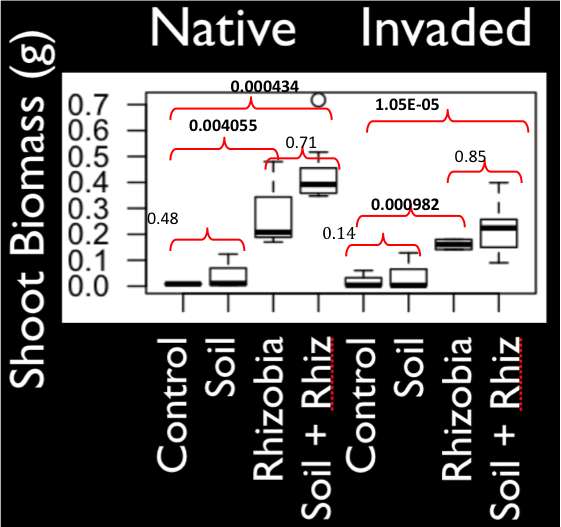 Native Invaded
Shoot Biomass (g)
0.000434
1.05E-05
0.004055
0.71
0.85
0.48
0.000982
0.14
0.7
0.6
0.5
0.4
0.3
0.2
0.1
0.0
Control
Soil
Rhizobia
Soil + Rhiz
Control
Soil
Rhizobia
Soil + Rhiz